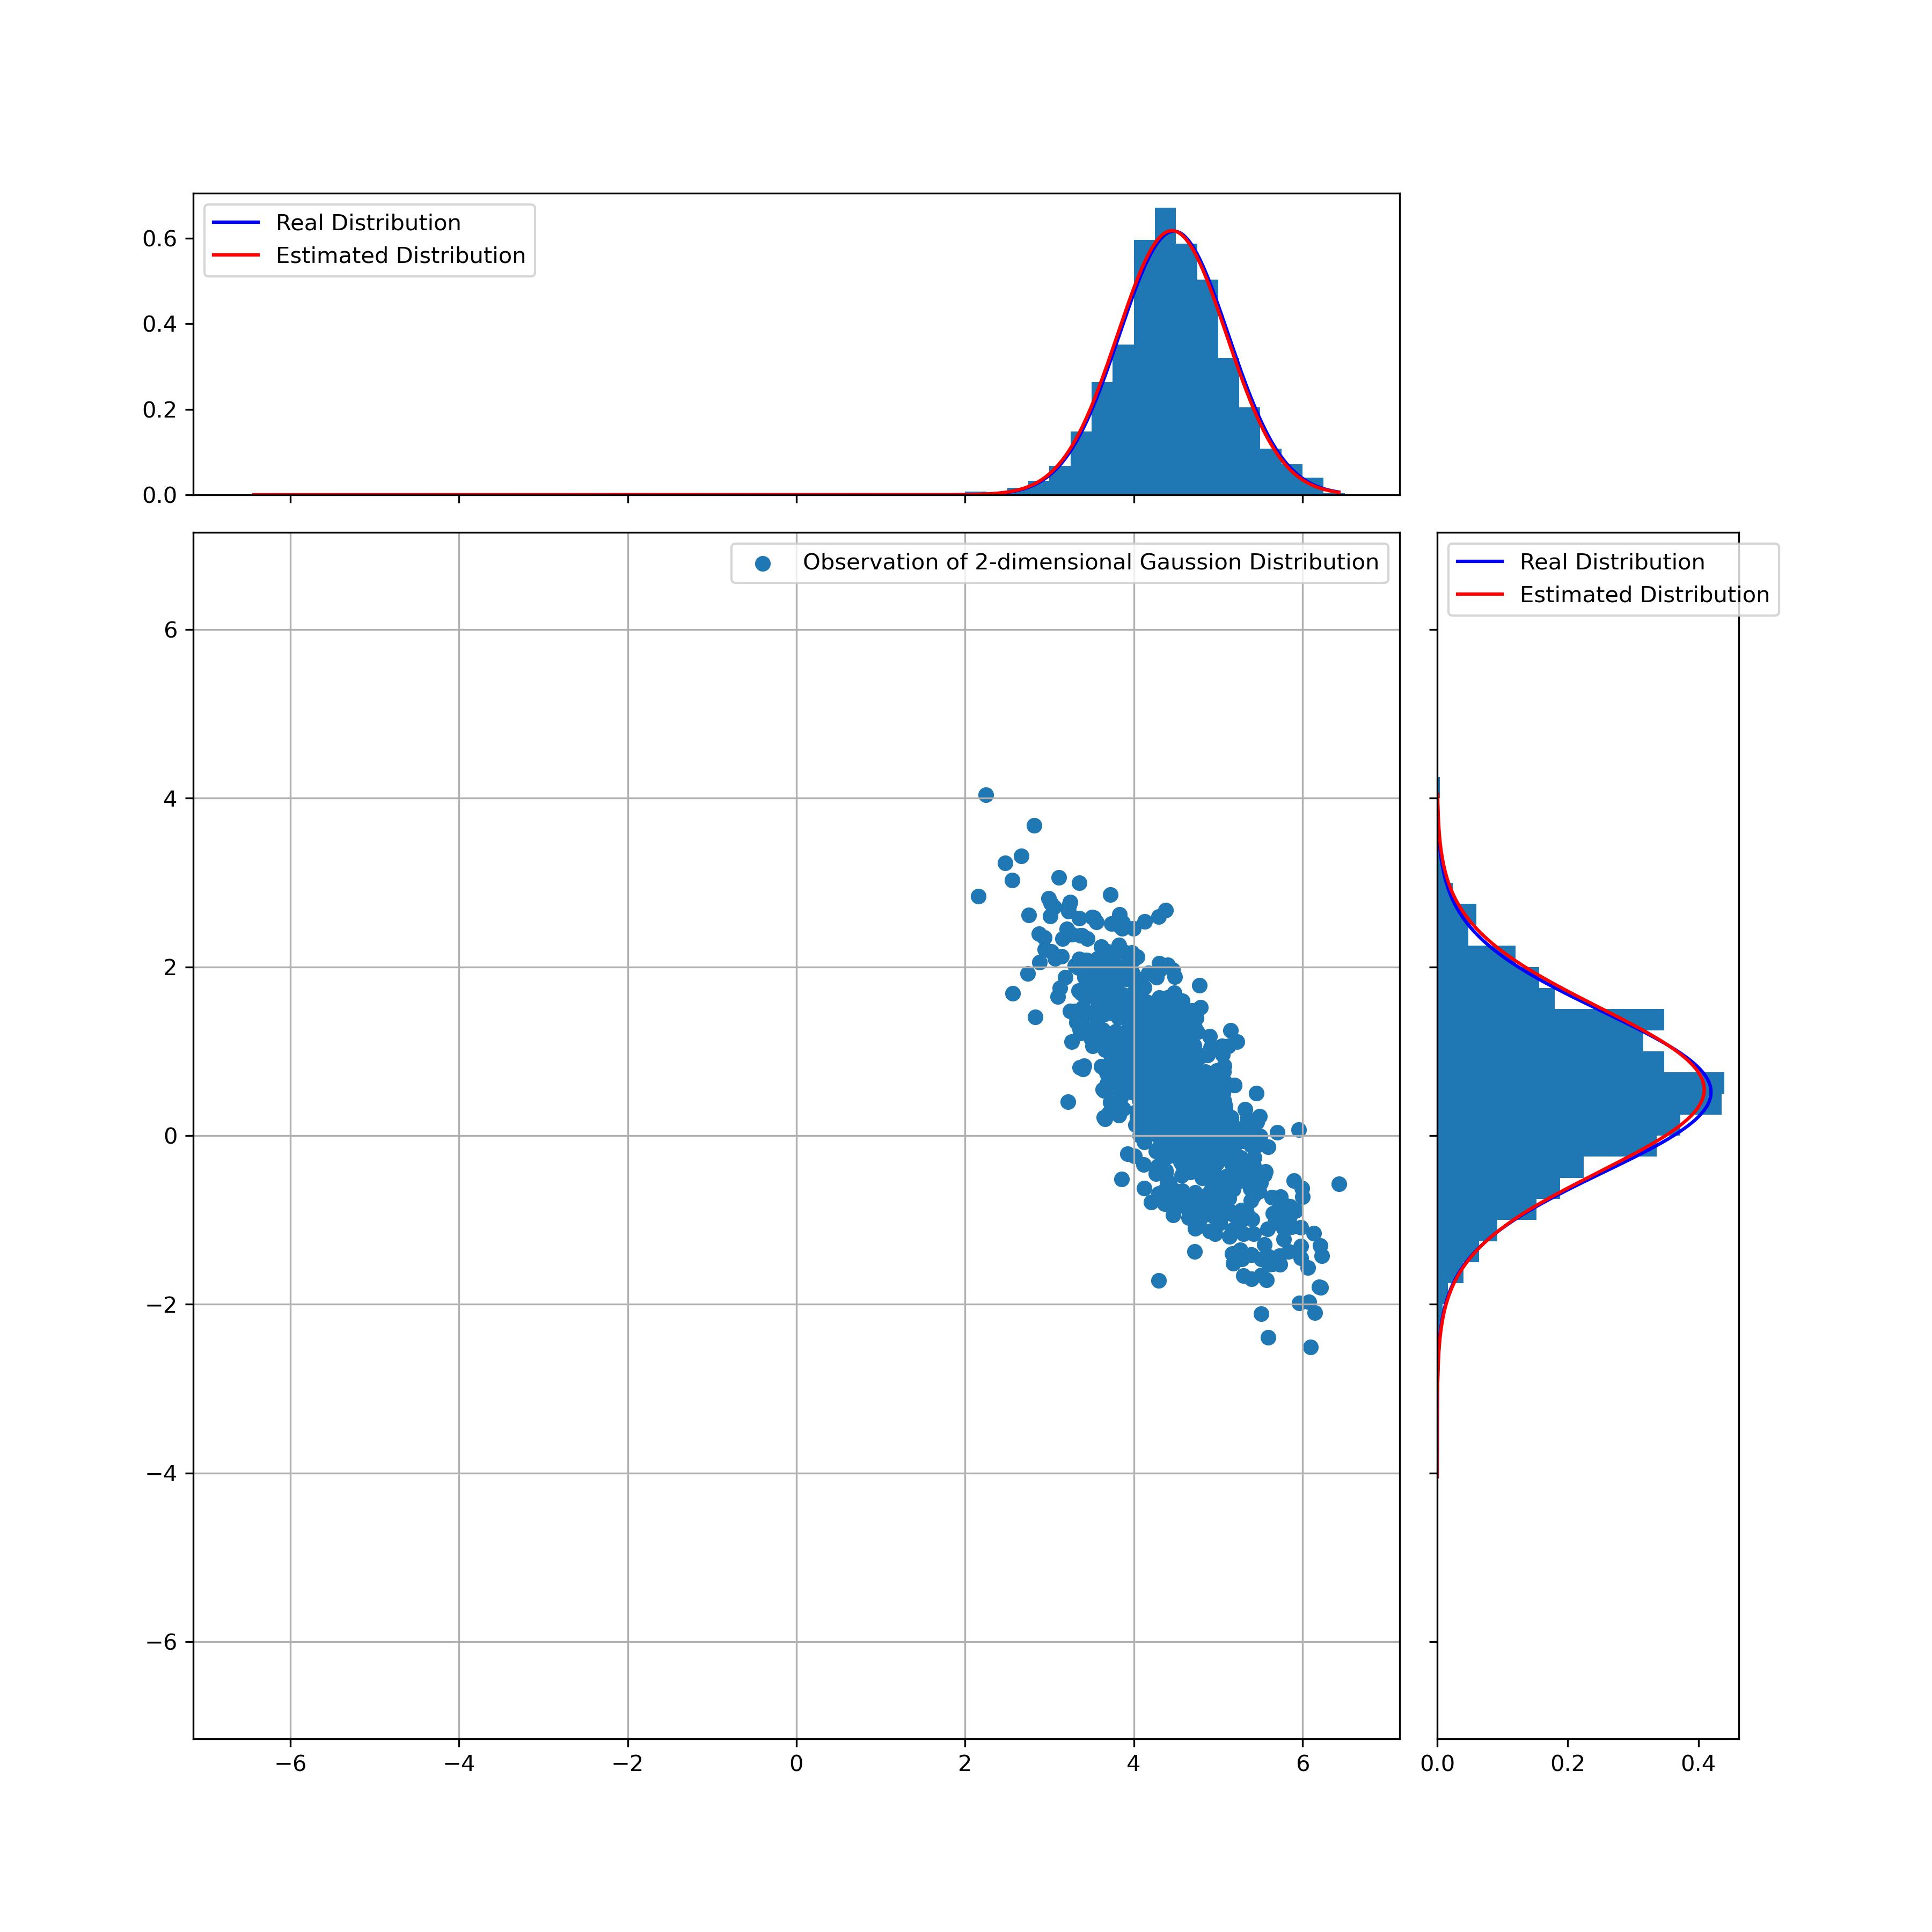 Real Distribution
Estimated Distribution
0.6
0.4
0.2
0.0
Observation of 2-dimensional Gaussion Distribution
6
4
2
0
−2
−4
−6
−6 −4 −2 0 2 4 6
Real Distribution
Estimated Distribution
0.0 0.2 0.4